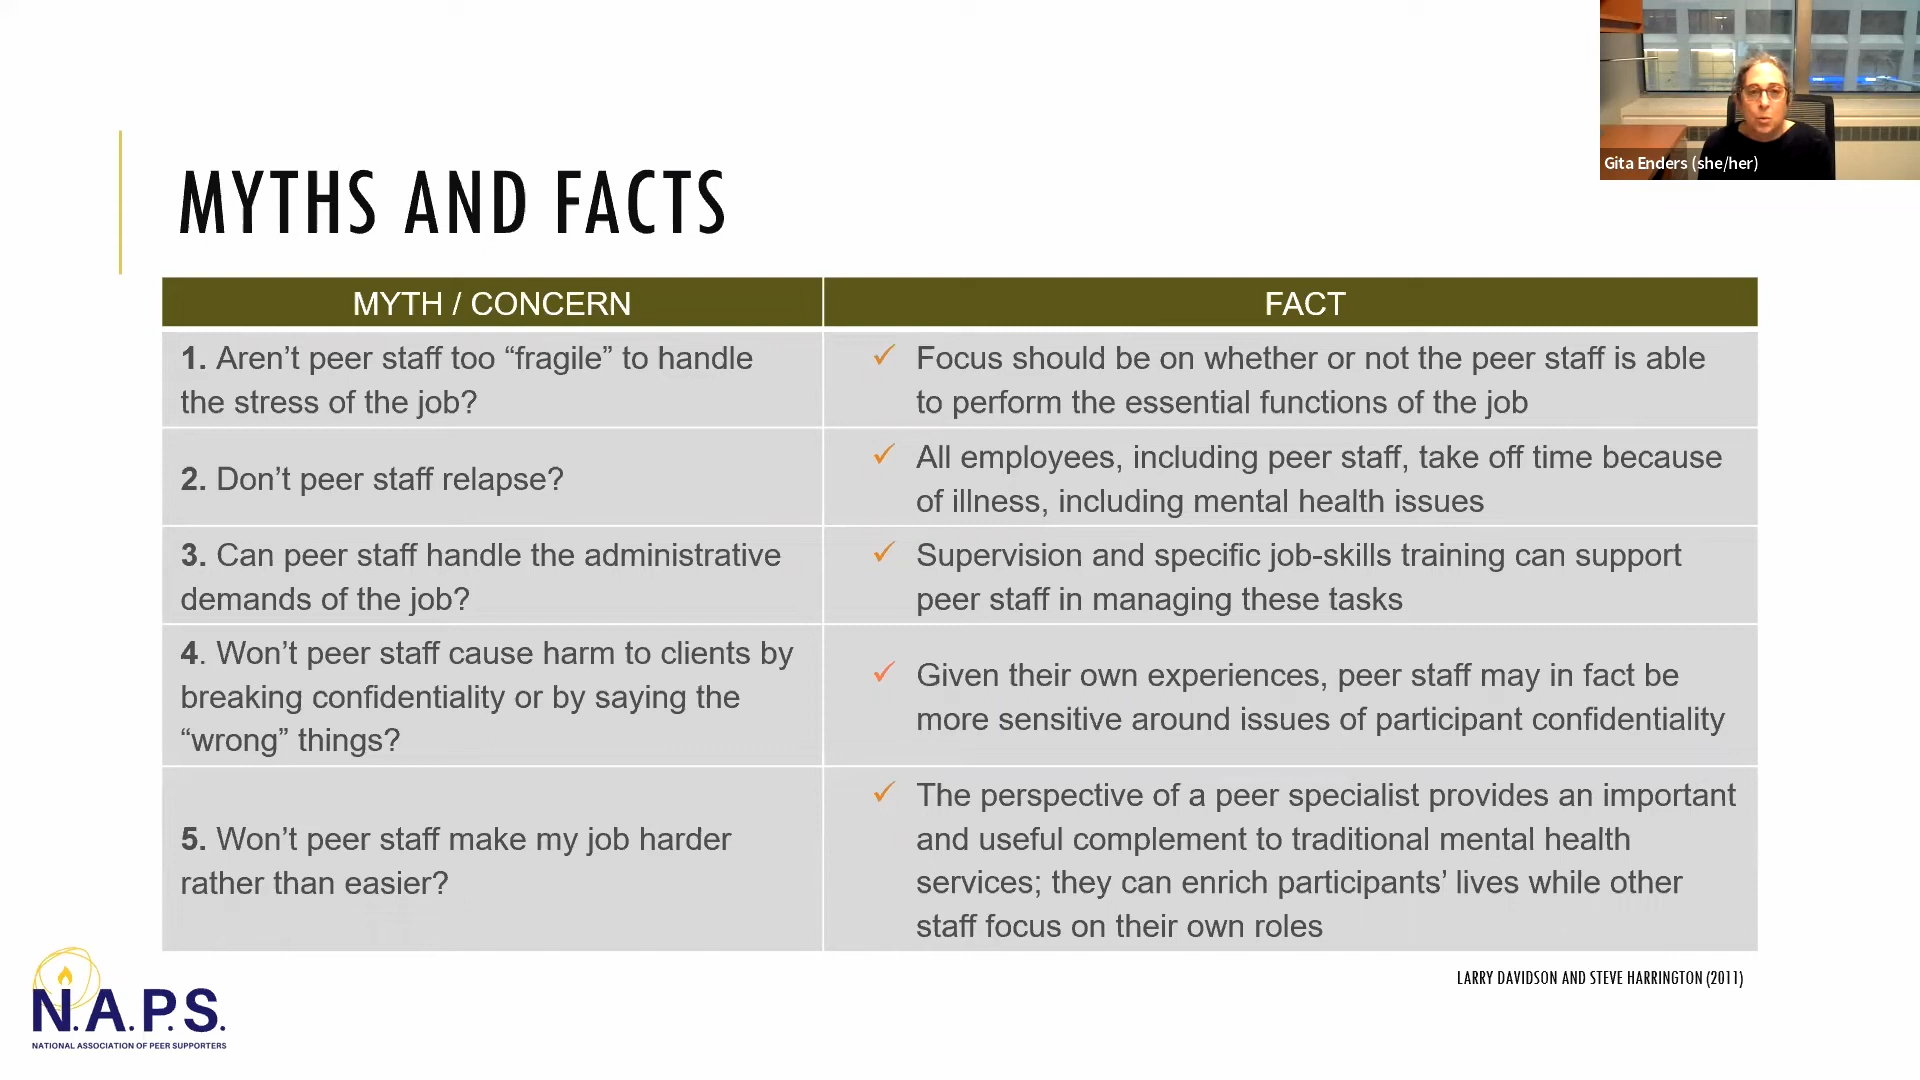 Gita Enders (she/her)
MYTHS AND FACTS
MYTH / CONCERN
FACT
1. Aren’t peer staff too “fragile” to handle
the stress of the job?
✓ Focus should be on whether or not the peer staff is able
to perform the essential functions of the job
2. Don’t peer staff relapse?
✓ All employees, including peer staff, take off time because
of illness, including mental health issues
3. Can peer staff handle the administrative
demands of the job?
✓ Supervision and specific job-skills training can support
peer staff in managing these tasks
4. Won’t peer staff cause harm to clients by
breaking confidentiality or by saying the
“wrong” things?
✓ Given their own experiences, peer staff may in fact be
more sensitive around issues of participant confidentiality
5. Won’t peer staff make my job harder
rather than easier?
✓ The perspective of a peer specialist provides an important
and useful complement to traditional mental health
services; they can enrich participants’ lives while other
staff focus on their own roles
LARRY DAVIDSON AND STEVE HARRINGTON (2011)
N.A.P.S.
NATIONAL ASSOCIATION OF PEER SUPPORTERS